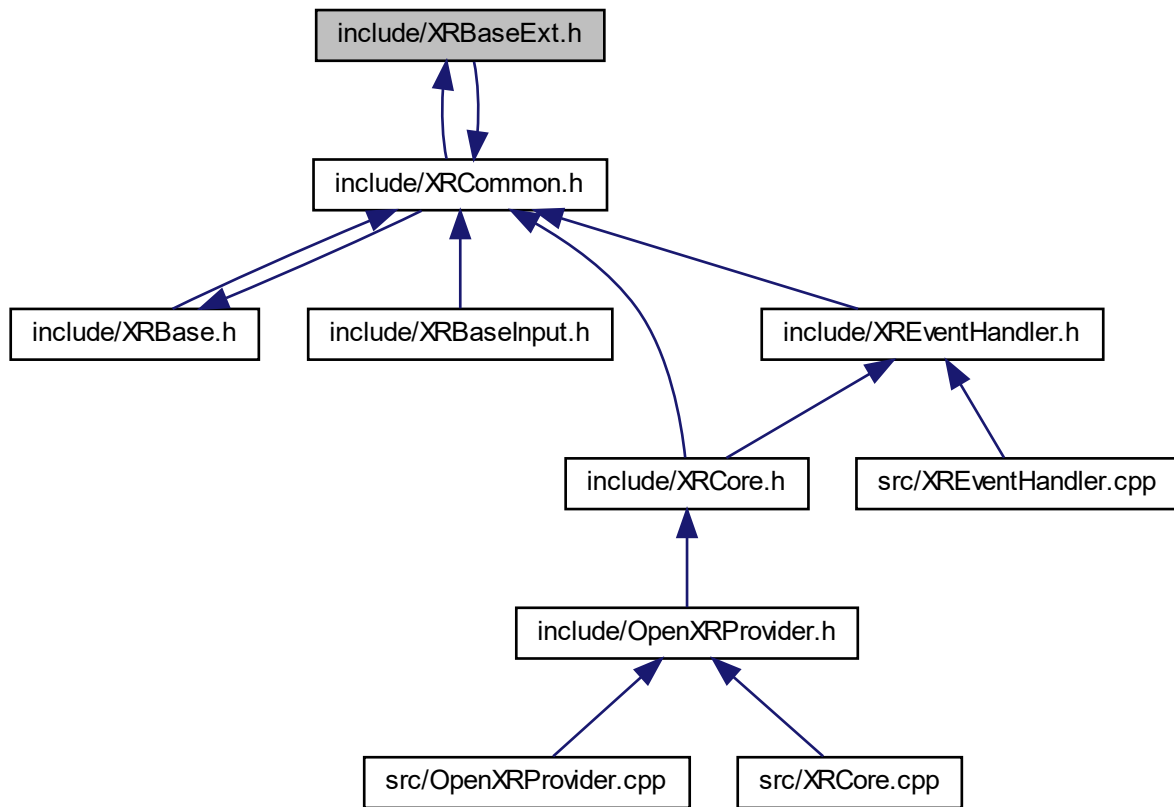 include/XRBaseExt.h
include/XRCommon.h
include/XRBase.h
include/XRBaseInput.h
include/XREventHandler.h
include/XRCore.h
src/XREventHandler.cpp
include/OpenXRProvider.h
src/OpenXRProvider.cpp
src/XRCore.cpp